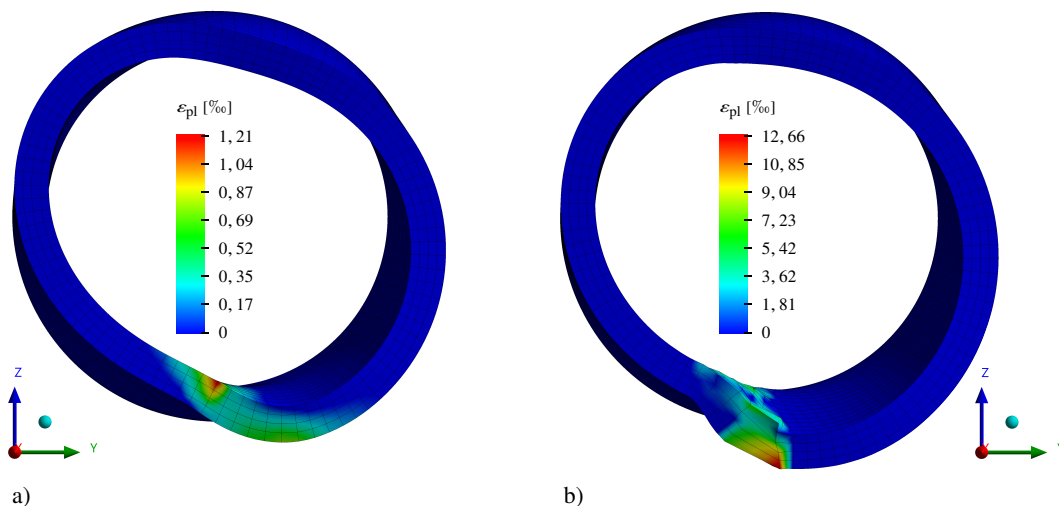 ε_pl [‰]
1, 21
1, 04
0, 87
0, 69
0, 52
0, 35
0, 17
0
Z
Y
a)
ε_pl [‰]
12, 66
10, 85
9, 04
7, 23
5, 42
3, 62
1, 81
0
Z
b)